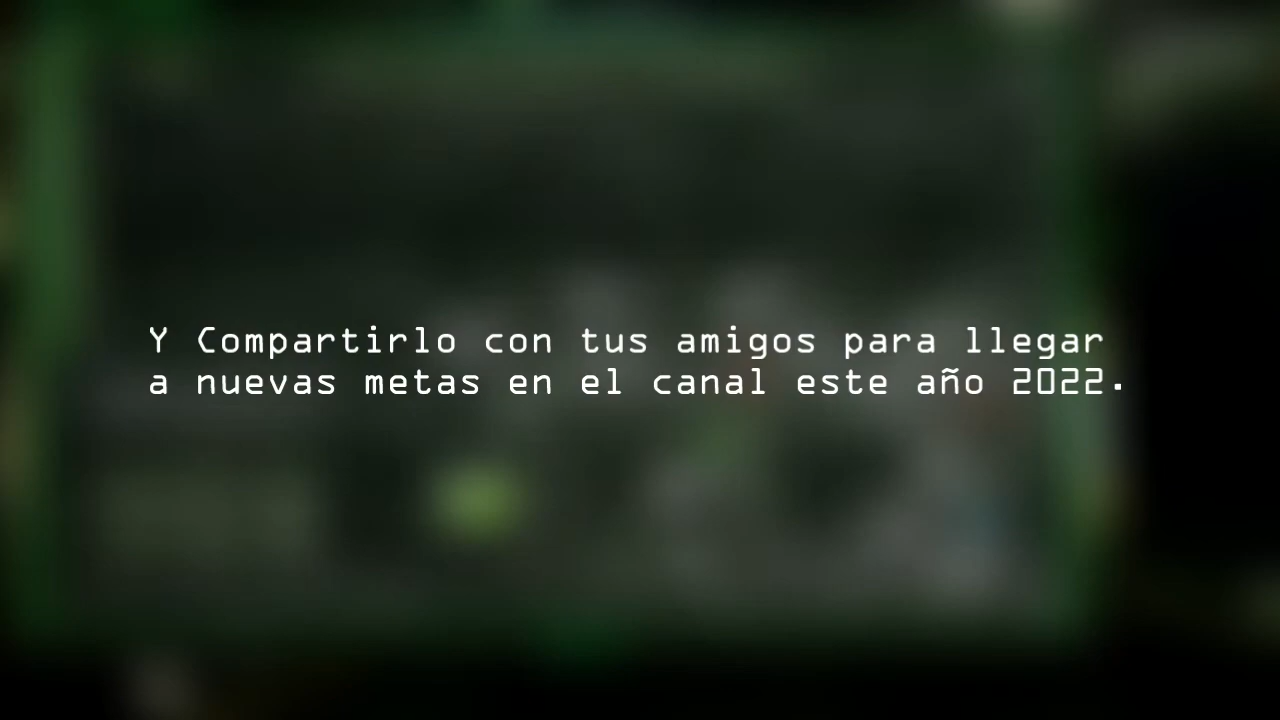 Y Compartirlo con tus amigos para llegar
a nuevas metas en el canal este año 2022.